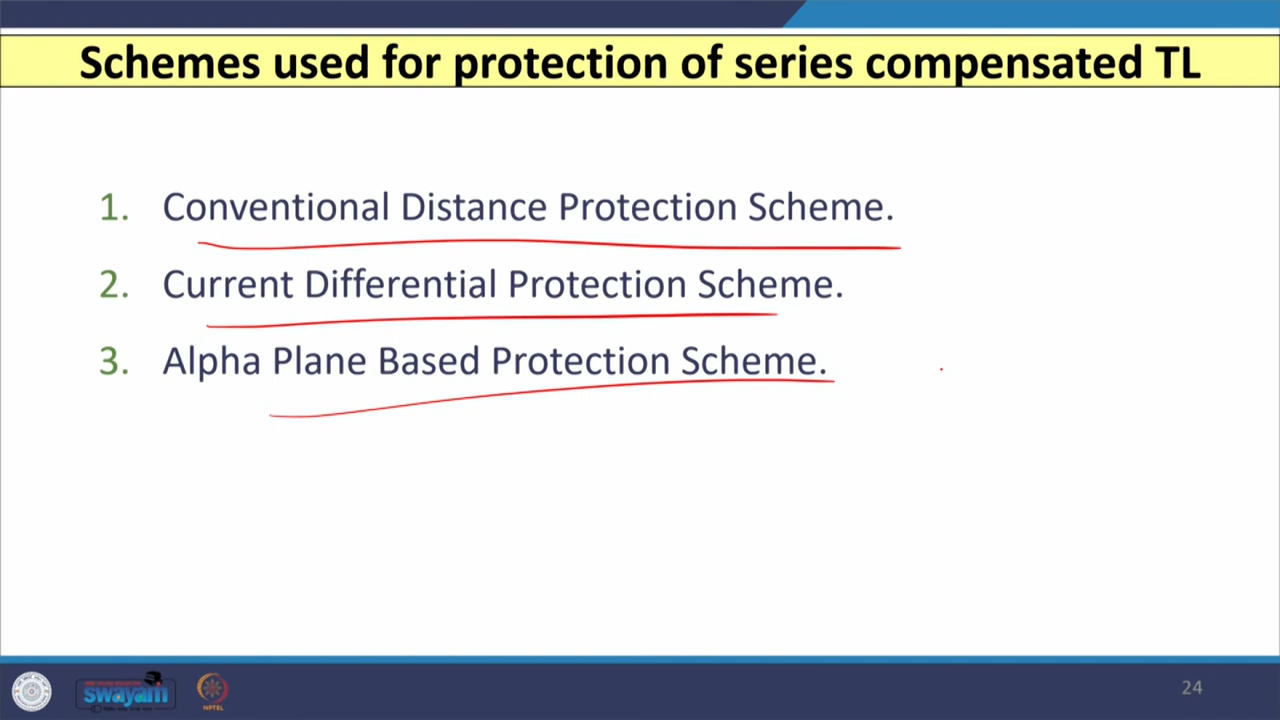 Schemes used for protection of series compensated TL
1. Conventional Distance Protection Scheme.
2. Current Differential Protection Scheme.
3. Alpha Plane Based Protection Scheme.
swayam
NPTEL
24